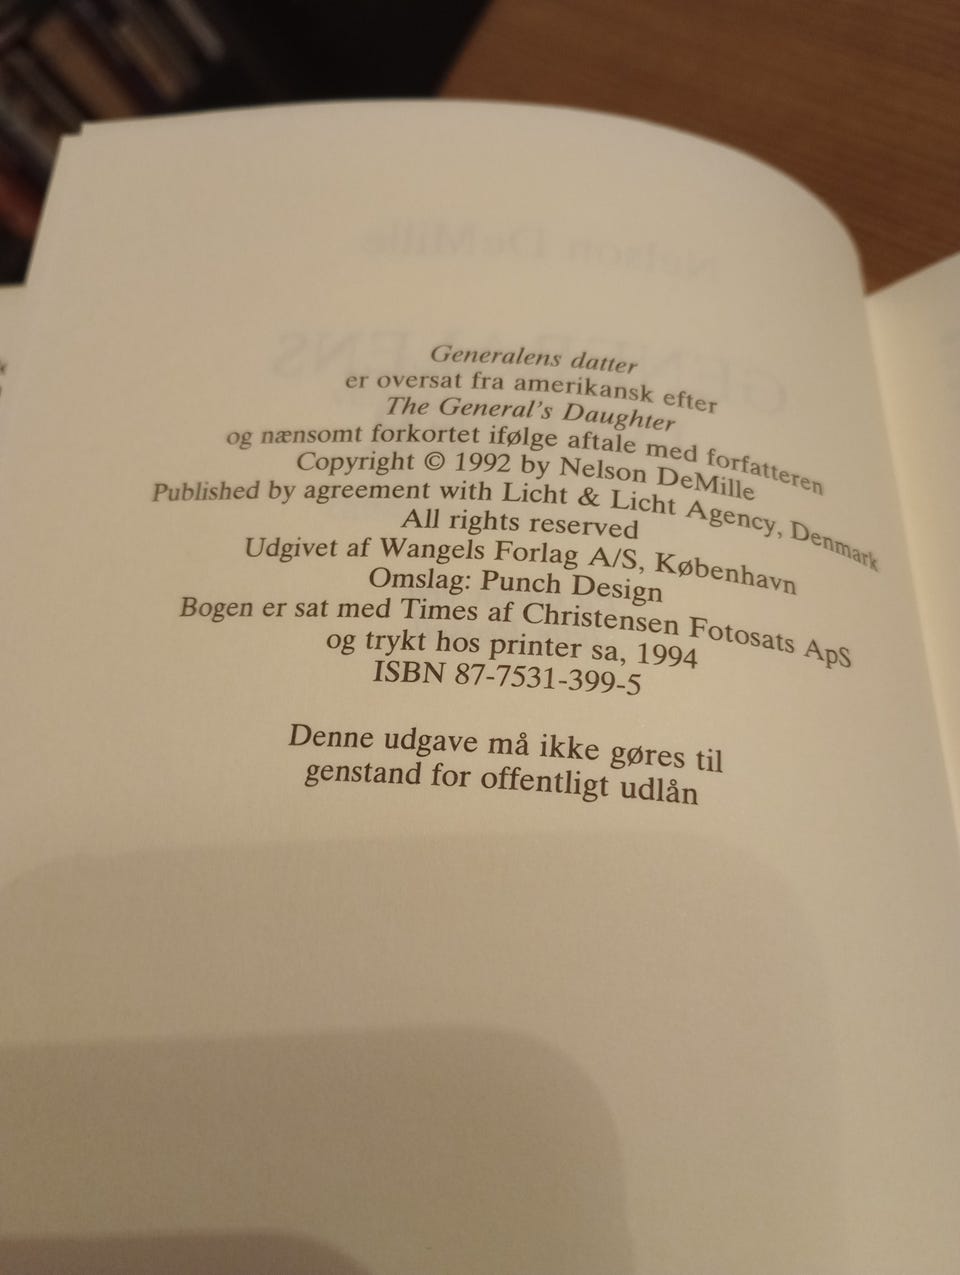 Generalens datter
er oversat fra amerikansk efter
The General's Daughter
og nænsomt forkortet ifølge aftale med forfatteren
Copyright © 1992 by Nelson DeMille
Published by agreement with Licht & Licht Agency, Denmark
All rights reserved
Udgivet af Wangels Forlag A/S, København
Omslag: Punch Design
Bogen er sat med Times af Christensen Fotosats ApS
og trykt hos printer sa, 1994
ISBN 87-7531-399-5
Denne udgave må ikke gøres til
genstand for offentligt udlån